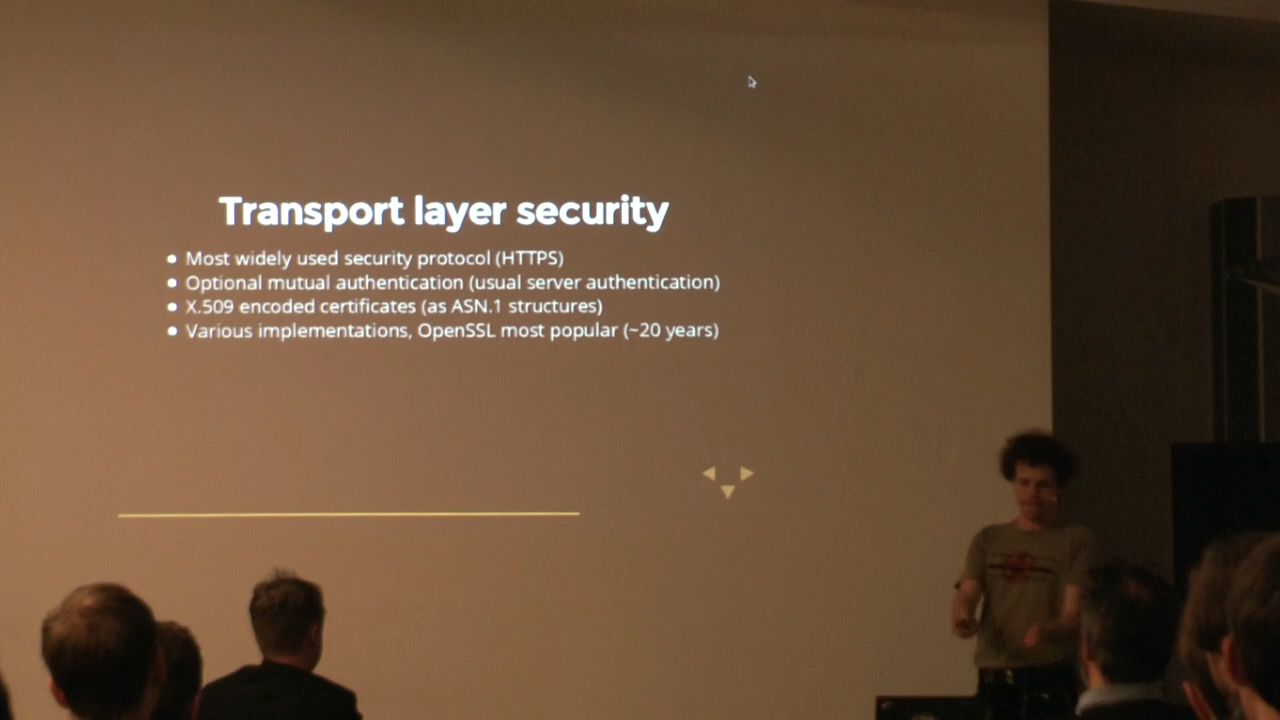 Transport layer security
• Most widely used security protocol (HTTPS)
• Optional mutual authentication (usual server authentication)
• X.509 encoded certificates (as ASN.1 structures)
• Various implementations, OpenSSL most popular (~20 years)